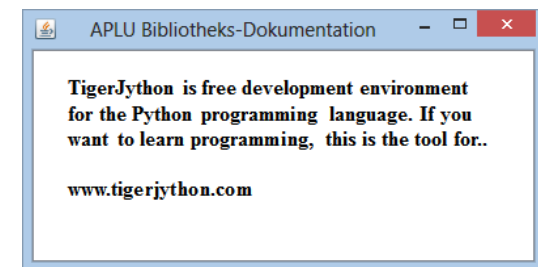 APLU Bibliotheks-Dokumentation
TigerJython is free development environment
for the Python programming language. If you
want to learn programming, this is the tool for..
www.tigerjython.com